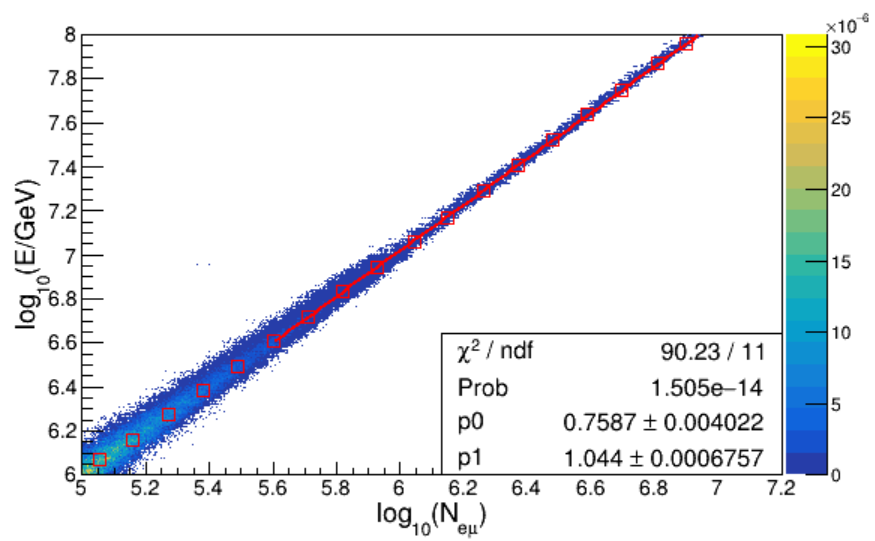 ×10⁻⁶
8
7.8
7.6
7.4
7.2
7
6.8
6.6
6.4
6.2
6
log₁₀(E/GeV)
5 5.2 5.4 5.6 5.8 6 6.2 6.4 6.6 6.8 7 7.2
log₁₀(Nₑμ)
χ² / ndf 90.23 / 11
Prob 1.505e−14
p0 0.7587 ± 0.004022
p1 1.044 ± 0.0006757
30
25
20
15
10
5
0